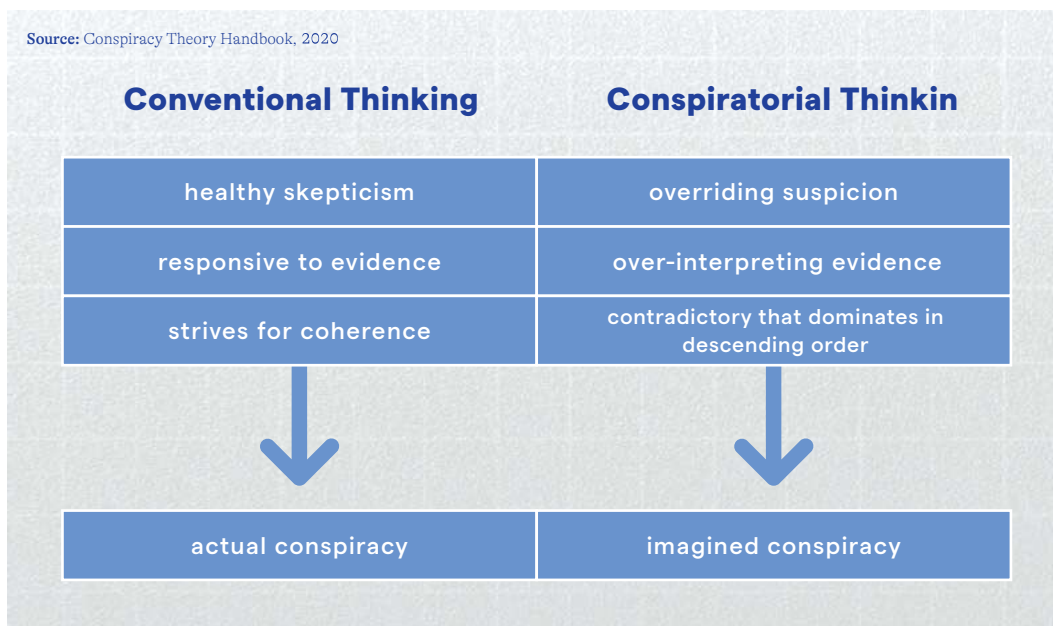 Source: Conspiracy Theory Handbook, 2020
Conventional Thinking
Conspiratorial Thinkin
healthy skepticism
overriding suspicion
responsive to evidence
over-interpreting evidence
strives for coherence
contradictory that dominates in
descending order
actual conspiracy
imagined conspiracy